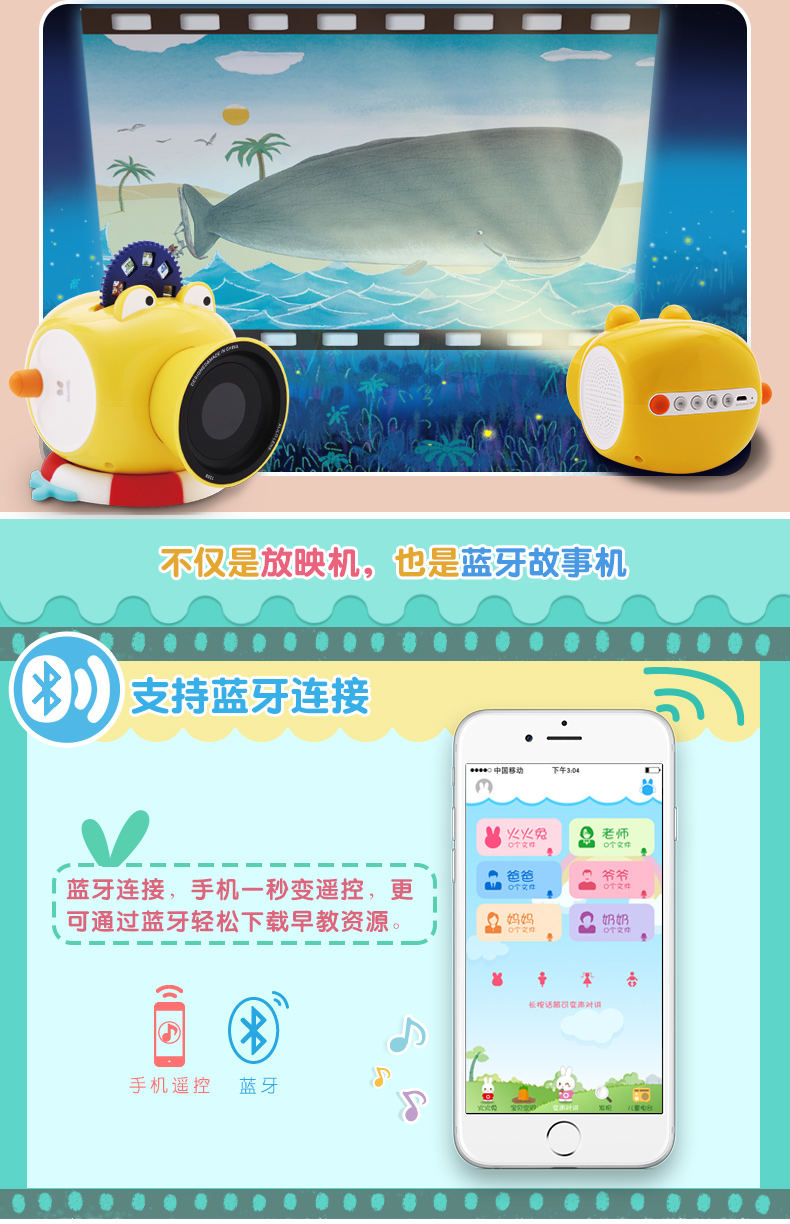 DESIGNED&MADE IN CHINA
不仅是放映机，也是蓝牙故事机
支持蓝牙连接
中国移动
下午3:04
火火兔
0个文件
老师
0个文件
爸爸
0个文件
爷爷
0个文件
妈妈
0个文件
奶奶
0个文件
长按话筒可变声对讲
火火兔
变声对讲
发现
儿童电台
蓝牙连接，手机一秒变遥控，更
可通过蓝牙轻松下载早教资源。
手机遥控
蓝牙